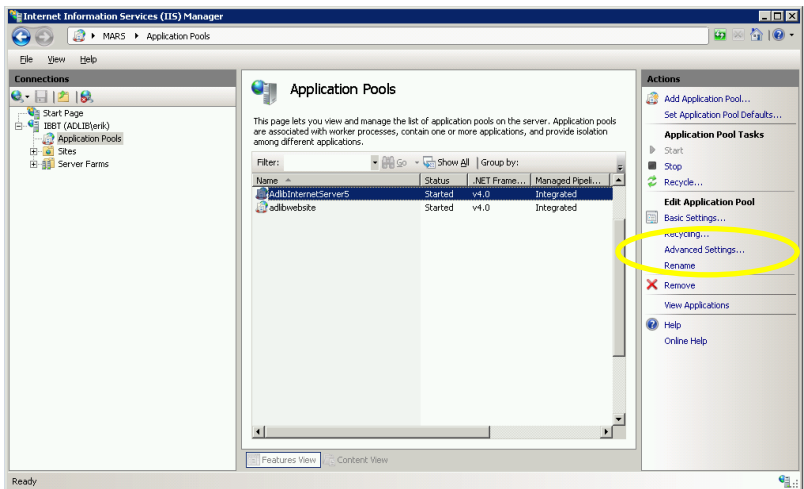 Internet Information Services (IIS) Manager
MARS Application Pools
File View Help
Connections
Start Page
IBBT (ADLIB\erik)
Application Pools
Sites
Server Farms
Application Pools
This page lets you view and manage the list of application pools on the server. Application pools
are associated with worker processes, contain one or more applications, and provide isolation
among different applications.
Filter: Go Show All Group by:
Name Status .NET Frame... Managed Pipeli...
AdlibInternetServer5 Started v4.0 Integrated
adlibwebsite Started v4.0 Integrated
Features View Content View
Actions
Add Application Pool...
Set Application Pool Defaults...
Application Pool Tasks
Start
Stop
Recycle...
Edit Application Pool
Basic Settings...
Recycling...
Advanced Settings...
Rename
Remove
View Applications
Help
Online Help
Ready